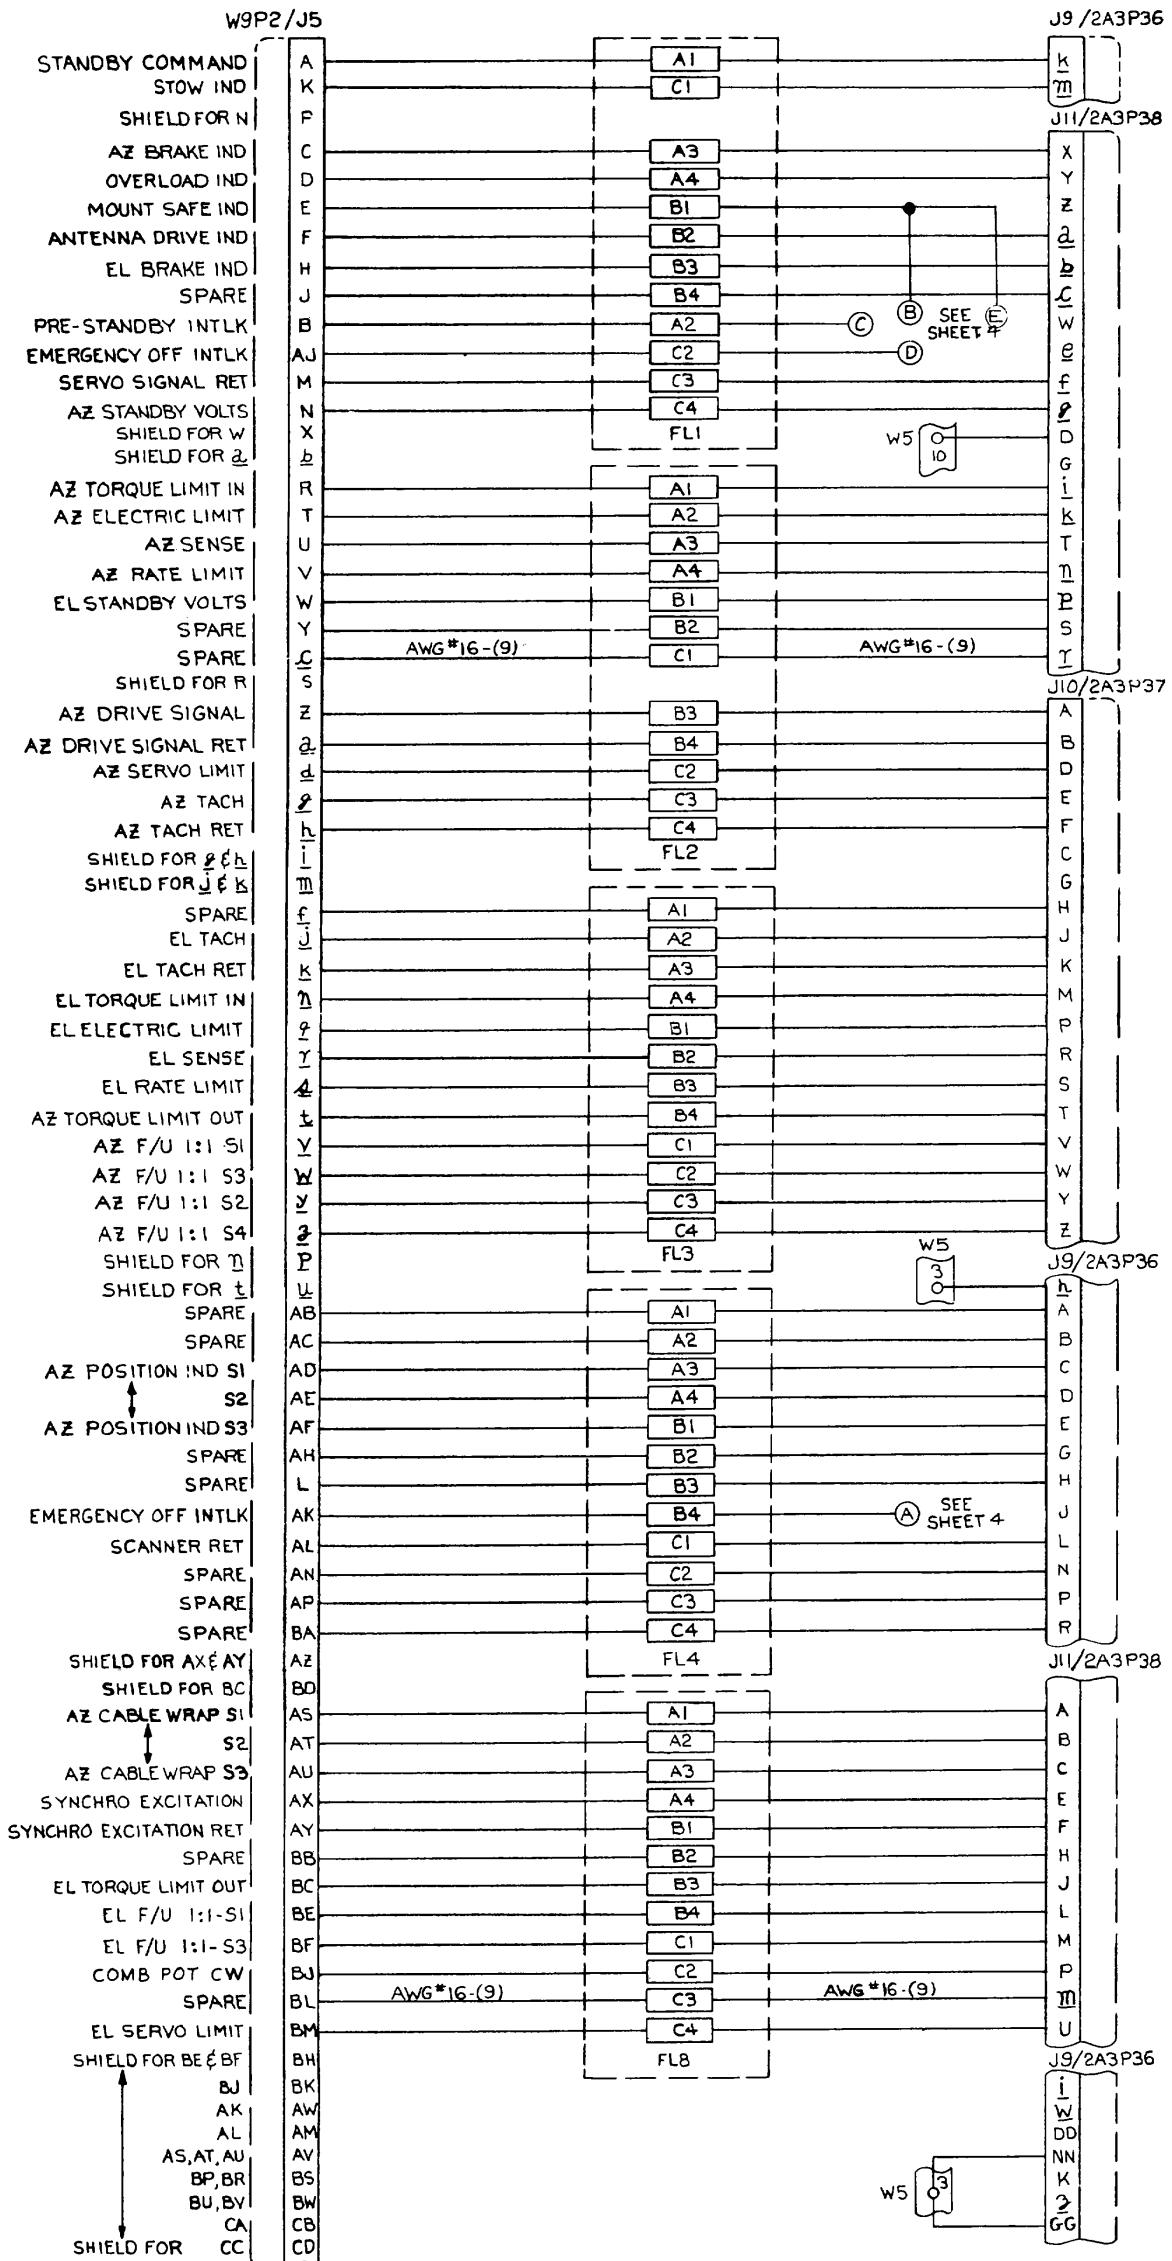 W9P2/J5 J9/2A3P36
STANDBY COMMAND A A1 k
STOW IND K C1 m
SHIELD FOR N P J11/2A3P38
AZ BRAKE IND C A3 X
OVERLOAD IND D A4 Y
MOUNT SAFE IND E B1 Z
ANTENNA DRIVE IND F B2 a
EL BRAKE IND H B3 b
SPARE J B4 c
PRE-STANDBY INTLK B A2 C B SEE SHEET 4 E W
EMERGENCY OFF INTLK AJ C2 D e
SERVO SIGNAL RET M C3 f
AZ STANDBY VOLTS N C4 g
SHIELD FOR W X FL1 W5 10 D
SHIELD FOR a b G
AZ TORQUE LIMIT IN R A1 i
AZ ELECTRIC LIMIT T A2 k
AZ SENSE U A3 T
AZ RATE LIMIT V A4 n
EL STANDBY VOLTS W B1 p
SPARE Y B2 S
SPARE c AWG#16-(9) C1 AWG#16-(9) r
SHIELD FOR R S J10/2A3P37
AZ DRIVE SIGNAL Z B3 A
AZ DRIVE SIGNAL RET a B4 B
AZ SERVO LIMIT d C2 D
AZ TACH g C3 E
AZ TACH RET h C4 F
SHIELD FOR g & h i FL2 C
SHIELD FOR j & k m G
SPARE f A1 H
EL TACH j A2 J
EL TACH RET k A3 K
EL TORQUE LIMIT IN n A4 M
EL ELECTRIC LIMIT q B1 P
EL SENSE r B2 R
EL RATE LIMIT s B3 S
AZ TORQUE LIMIT OUT t B4 T
AZ F/U 1:1 S1 v C1 V
AZ F/U 1:1 S3 w C2 W
AZ F/U 1:1 S2 y C3 Y
AZ F/U 1:1 S4 z C4 Z
SHIELD FOR n p FL3 W5 3 J9/2A3P36
SHIELD FOR t u h
SPARE AB A1 A
SPARE AC A2 B
AZ POSITION IND S1 AD A3 C
S2 AE A4 D
AZ POSITION IND S3 AF B1 E
SPARE AH B2 G
SPARE L B3 H
EMERGENCY OFF INTLK AK B4 A SEE SHEET 4 J
SCANNER RET AL C1 L
SPARE AN C2 N
SPARE AP C3 P
SPARE BA C4 R
SHIELD FOR AX & AY AZ FL4 J11/2A3P38
SHIELD FOR BC BD
AZ CABLE WRAP S1 AS A1 A
S2 AT A2 B
AZ CABLE WRAP S3 AU A3 C
SYNCHRO EXCITATION AX A4 E
SYNCHRO EXCITATION RET AY B1 F
SPARE BB B2 H
EL TORQUE LIMIT OUT BC B3 J
EL F/U 1:1-S1 BE B4 L
EL F/U 1:1-S3 BF C1 M
COMB POT CW BJ C2 P
SPARE BL AWG#16-(9) C3 AWG#16-(9) m
EL SERVO LIMIT BM C4 U
SHIELD FOR BE & BF BH FL8 J9/2A3P36
BJ BK i
AK AW w
AL AM DD
AS, AT, AU AV NN
BP, BR BS W5 3 K
BU, BV BW z
CA CB GG
SHIELD FOR CC CD